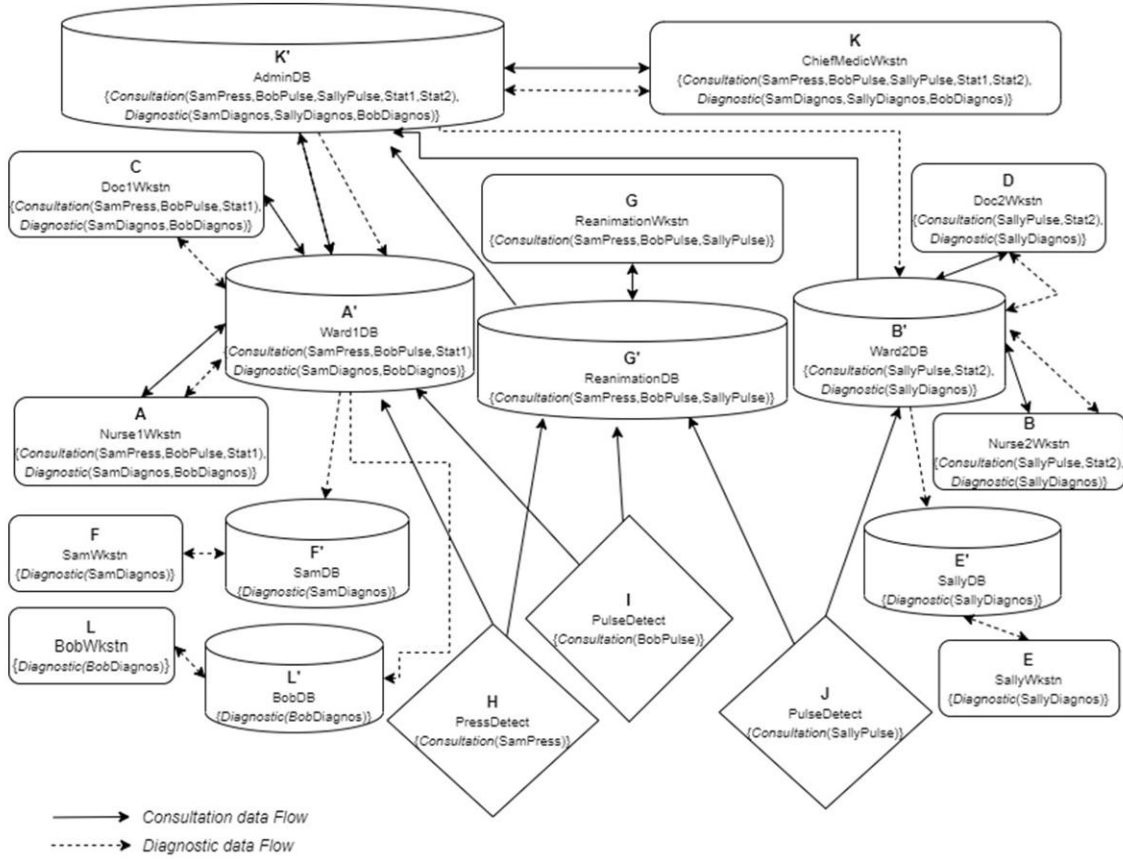 K'
AdminDB
{Consultation(SamPress,BobPulse,SallyPulse,Stat1,Stat2),
Diagnostic(SamDiagnos,SallyDiagnos,BobDiagnos)}
K
ChiefMedicWkstn
{Consultation(SamPress,BobPulse,SallyPulse,Stat1,Stat2),
Diagnostic(SamDiagnos,SallyDiagnos,BobDiagnos)}
C
Doc1Wkstn
{Consultation(SamPress,BobPulse,Stat1),
Diagnostic(SamDiagnos,BobDiagnos)}
G
ReanimationWkstn
{Consultation(SamPress,BobPulse,SallyPulse)}
D
Doc2Wkstn
{Consultation(SallyPulse,Stat2),
Diagnostic(SallyDiagnos)}
A'
Ward1DB
{Consultation(SamPress,BobPulse,Stat1),
Diagnostic(SamDiagnos,BobDiagnos)}
G'
ReanimationDB
{Consultation(SamPress,BobPulse,SallyPulse)}
B'
Ward2DB
{Consultation(SallyPulse,Stat2),
Diagnostic(SallyDiagnos)}
A
Nurse1Wkstn
{Consultation(SamPress,BobPulse,Stat1),
Diagnostic(SamDiagnos,BobDiagnos)}
B
Nurse2Wkstn
{Consultation(SallyPulse,Stat2),
Diagnostic(SallyDiagnos)}
F
SamWkstn
{Diagnostic(SamDiagnos)}
F'
SamDB
{Diagnostic(SamDiagnos)}
E'
SallyDB
{Diagnostic(SallyDiagnos)}
I
PulseDetect
{Consultation(BobPulse)}
L
BobWkstn
{Diagnostic(BobDiagnos)}
L'
BobDB
{Diagnostic(BobDiagnos)}
H
PressDetect
{Consultation(SamPress)}
J
PulseDetect
{Consultation(SallyPulse)}
E
SallyWkstn
{Diagnostic(SallyDiagnos)}
Consultation data Flow
Diagnostic data Flow